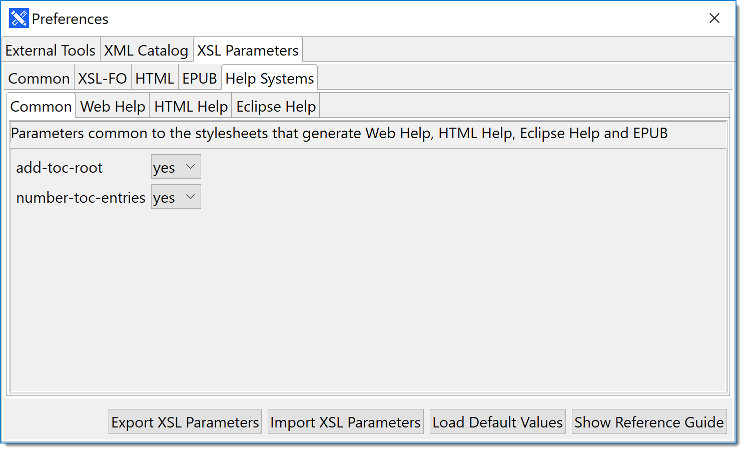 Preferences
External Tools XML Catalog XSL Parameters
Common XSL-FO HTML EPUB Help Systems
Common Web Help HTML Help Eclipse Help
Parameters common to the stylesheets that generate Web Help, HTML Help, Eclipse Help and EPUB
add-toc-root yes
number-toc-entries yes
Export XSL Parameters Import XSL Parameters Load Default Values Show Reference Guide